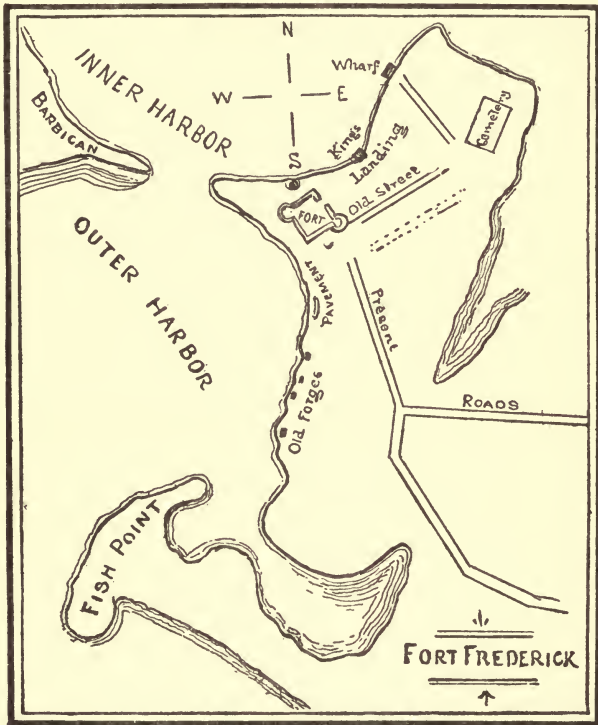 N
W E
S
INNER HARBOR
BARBICAN
OUTER HARBOR
Wharf
King's
Landing
Cemetery
Old Street
FORT
PAVEMENT
Present
ROADS
Old Forges
FISH POINT
FORT FREDERICK